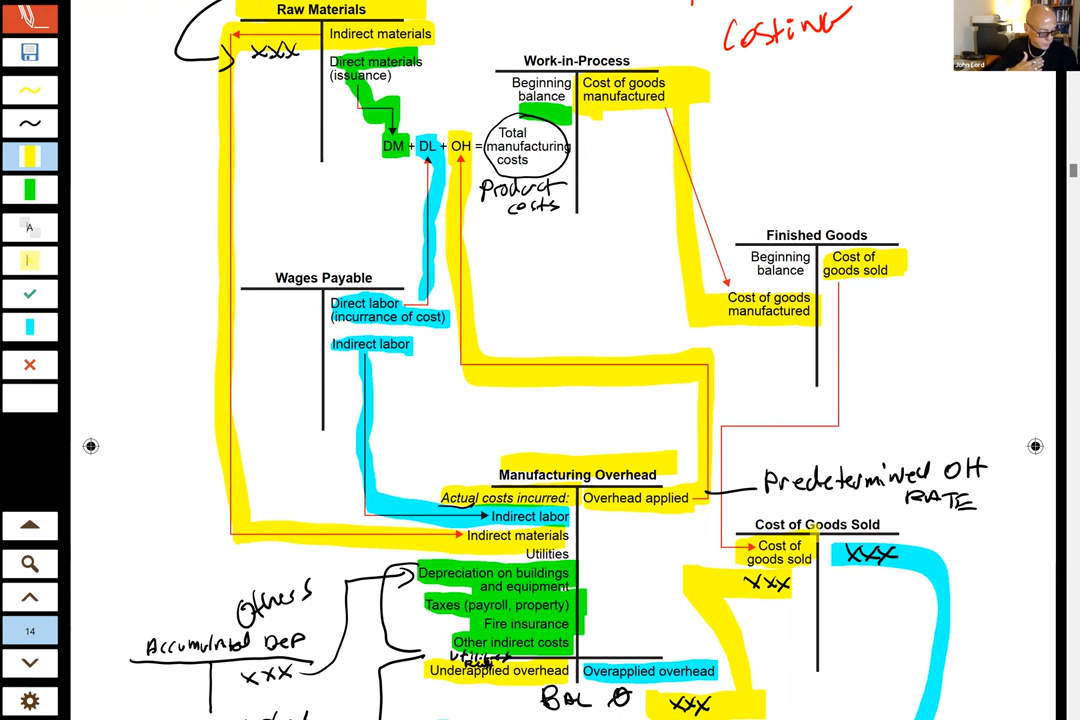 Raw Materials
Indirect materials
xxx
Direct materials
(issuance)
Costing
John Lord
Work-in-Process
Beginning
balance
Cost of goods
manufactured
DM + DL + OH =
Total
manufacturing
costs
Product
costs
Finished Goods
Beginning
balance
Cost of
goods sold
Cost of goods
manufactured
Wages Payable
Direct labor
(incurrance of cost)
Indirect labor
Manufacturing Overhead
Actual costs incurred:
Overhead applied
Indirect labor
Indirect materials
Utilities
Depreciation on buildings
and equipment
Taxes (payroll, property)
Fire insurance
Other indirect costs
Utilities
Underapplied overhead
Overapplied overhead
BAL 0
xxx
Predetermined OH
RATE
Cost of Goods Sold
Cost of
goods sold
xxx
xxx
Others
Accumulated DEP
xxx
A
14